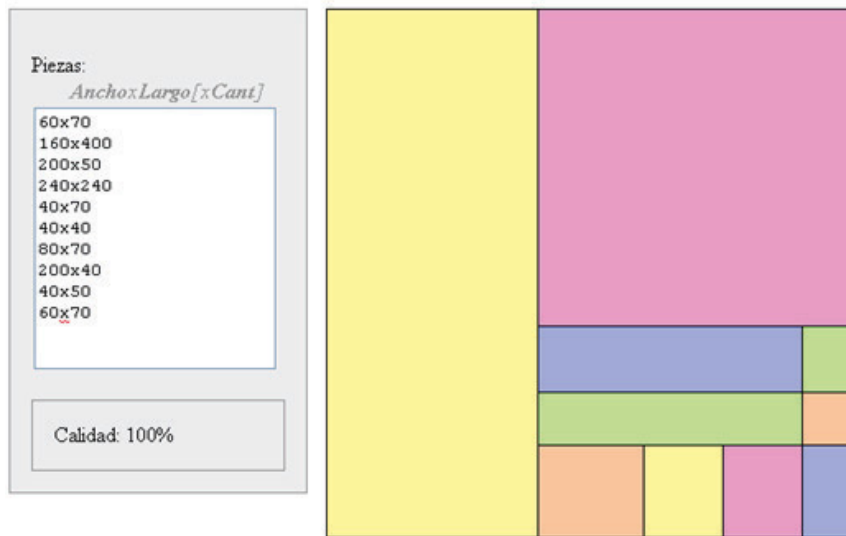 Piezas:
AnchoxLargo[xCant]
60x70
160x400
200x50
240x240
40x70
40x40
80x70
200x40
40x50
60x70
Calidad: 100%